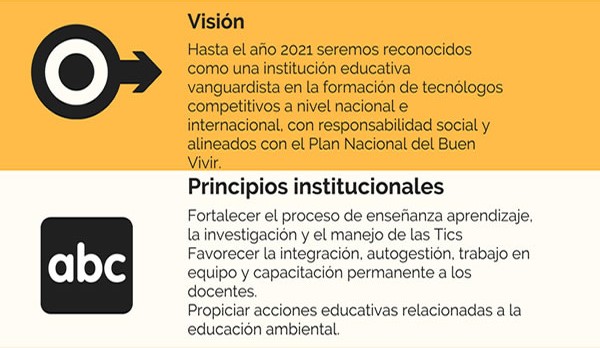 Visión
Hasta el año 2021 seremos reconocidos
como una institución educativa
vanguardista en la formación de tecnólogos
competitivos a nivel nacional e
internacional, con responsabilidad social y
alineados con el Plan Nacional del Buen
Vivir.
Principios institucionales
Fortalecer el proceso de enseñanza aprendizaje,
la investigación y el manejo de las Tics
Favorecer la integración, autogestión, trabajo en
equipo y capacitación permanente a los
docentes.
Propiciar acciones educativas relacionadas a la
educación ambiental.
abc